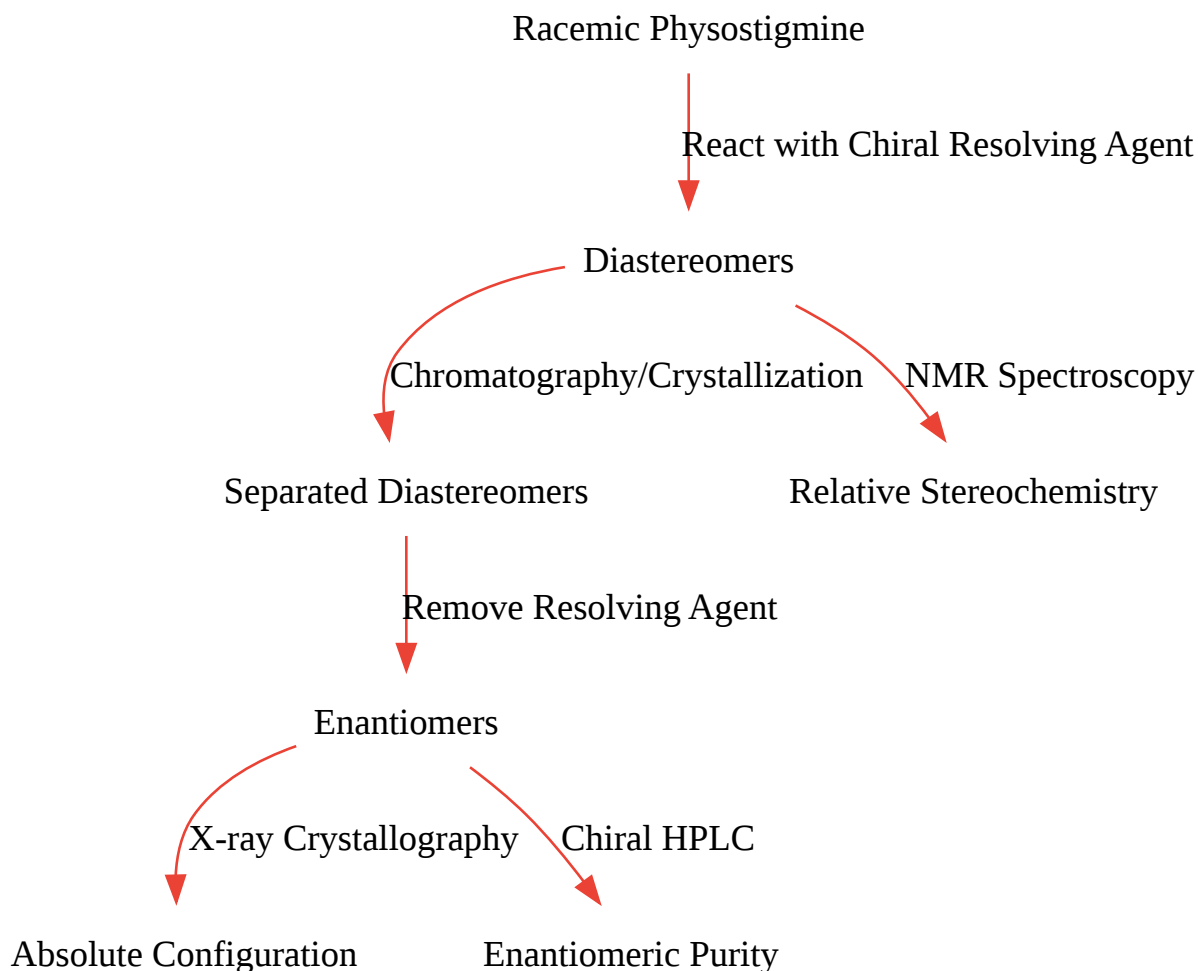 Racemic Physostigmine
React with Chiral Resolving Agent
Diastereomers
Chromatography/Crystallization
NMR Spectroscopy
Separated Diastereomers
Relative Stereochemistry
Remove Resolving Agent
Enantiomers
X-ray Crystallography
Chiral HPLC
Absolute Configuration
Enantiomeric Purity